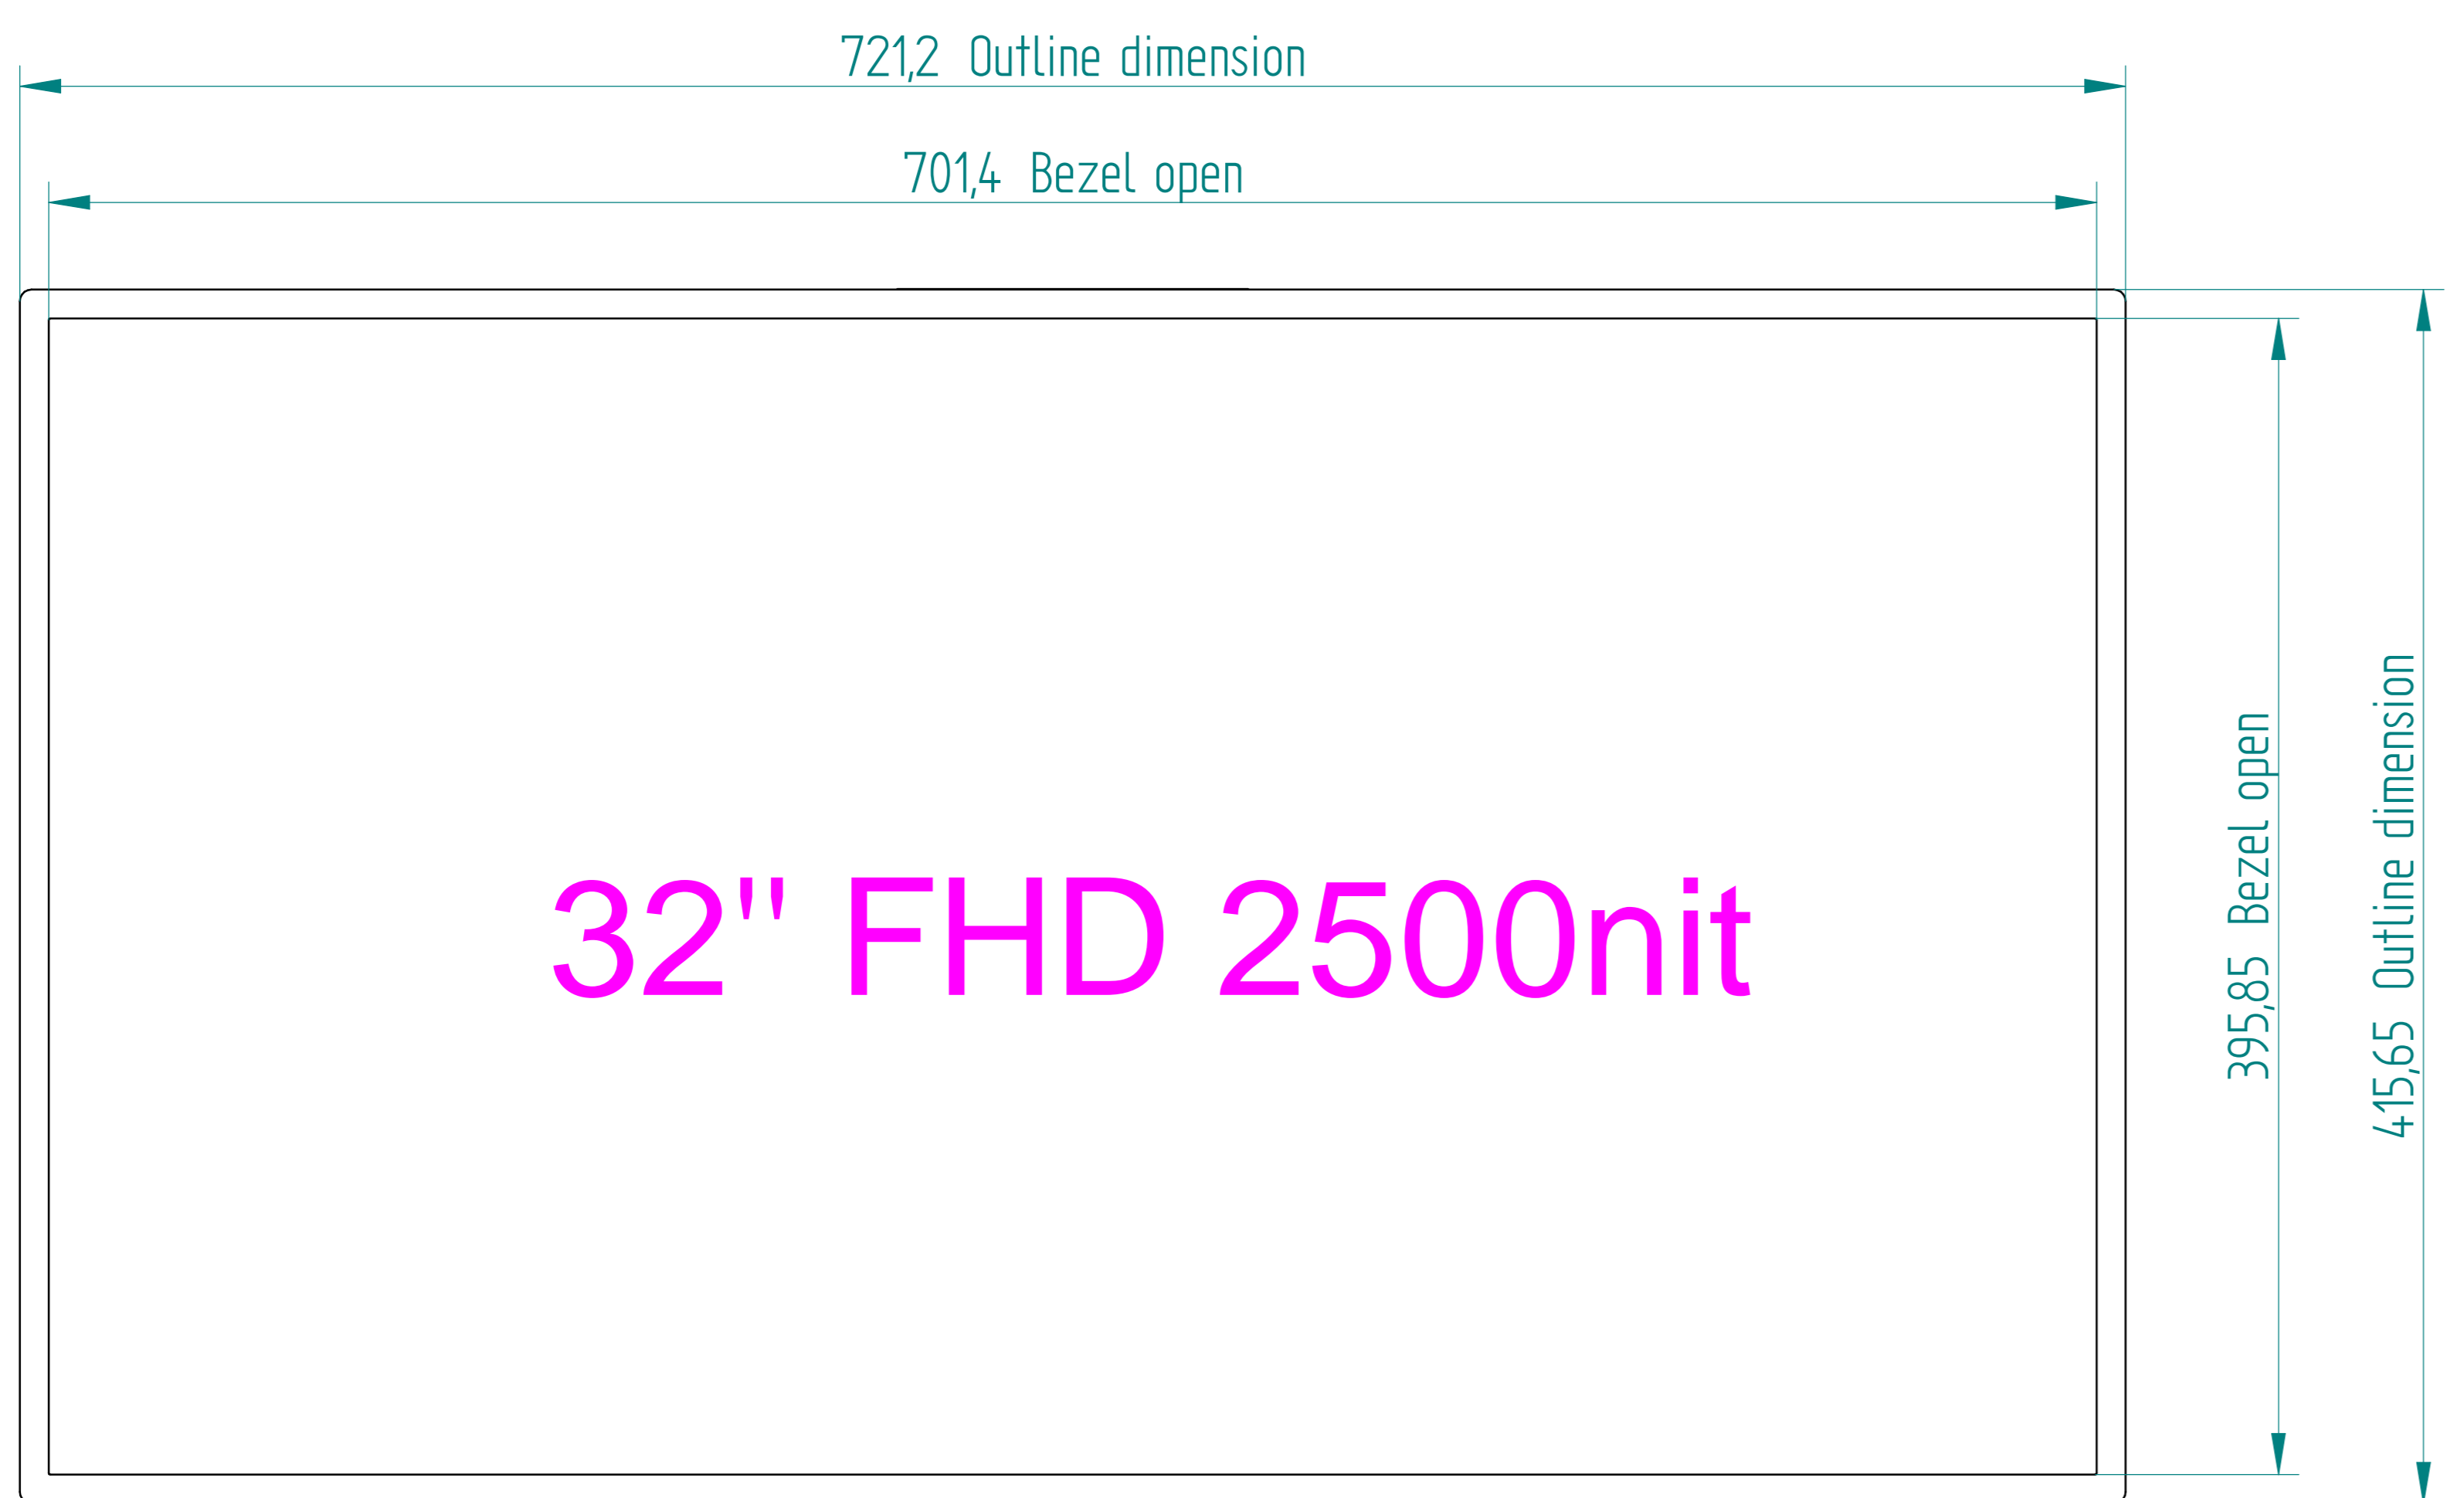 721,2 Outline dimension
701,4 Bezel open
395,85 Bezel open
415,65 Outline dimension
32" FHD 2500nit